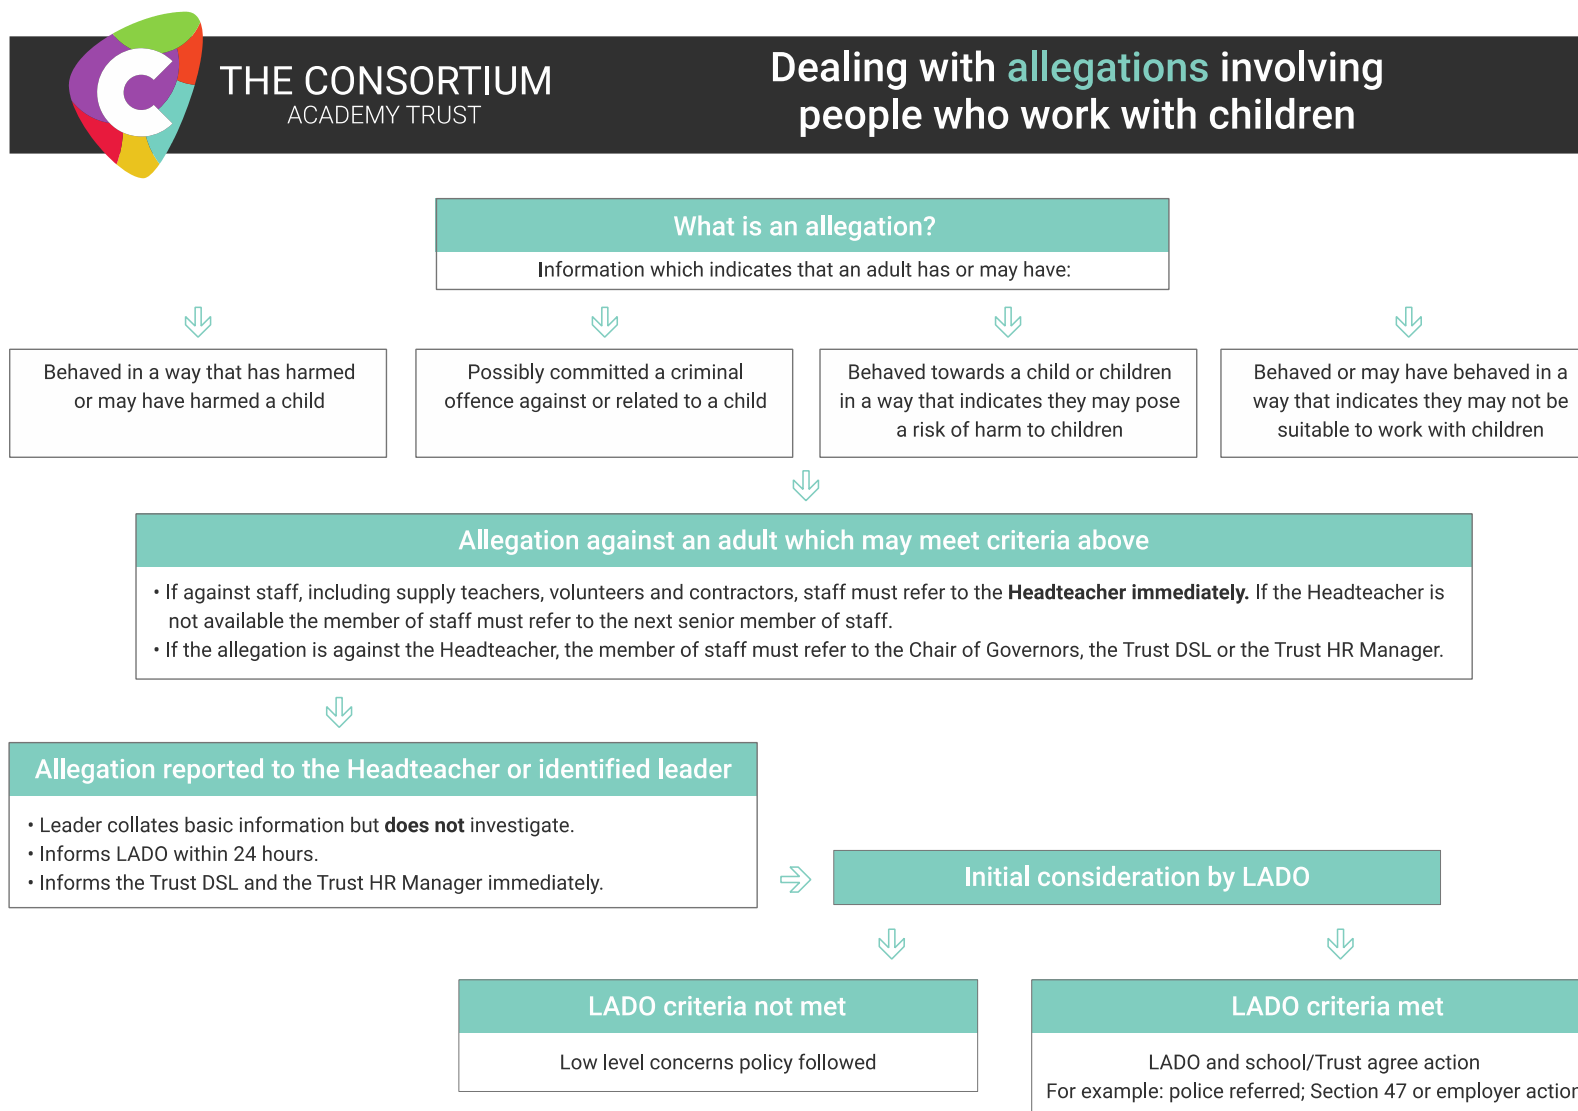 THE CONSORTIUM
ACADEMY TRUST
Dealing with allegations involving
people who work with children
What is an allegation?
Information which indicates that an adult has or may have:
Behaved in a way that has harmed
or may have harmed a child
Possibly committed a criminal
offence against or related to a child
Behaved towards a child or children
in a way that indicates they may pose
a risk of harm to children
Behaved or may have behaved in a
way that indicates they may not be
suitable to work with children
Allegation against an adult which may meet criteria above
• If against staff, including supply teachers, volunteers and contractors, staff must refer to the Headteacher immediately. If the Headteacher is
not available the member of staff must refer to the next senior member of staff.
• If the allegation is against the Headteacher, the member of staff must refer to the Chair of Governors, the Trust DSL or the Trust HR Manager.
Allegation reported to the Headteacher or identified leader
• Leader collates basic information but does not investigate.
• Informs LADO within 24 hours.
• Informs the Trust DSL and the Trust HR Manager immediately.
Initial consideration by LADO
LADO criteria not met
Low level concerns policy followed
LADO criteria met
LADO and school/Trust agree action
For example: police referred; Section 47 or employer action